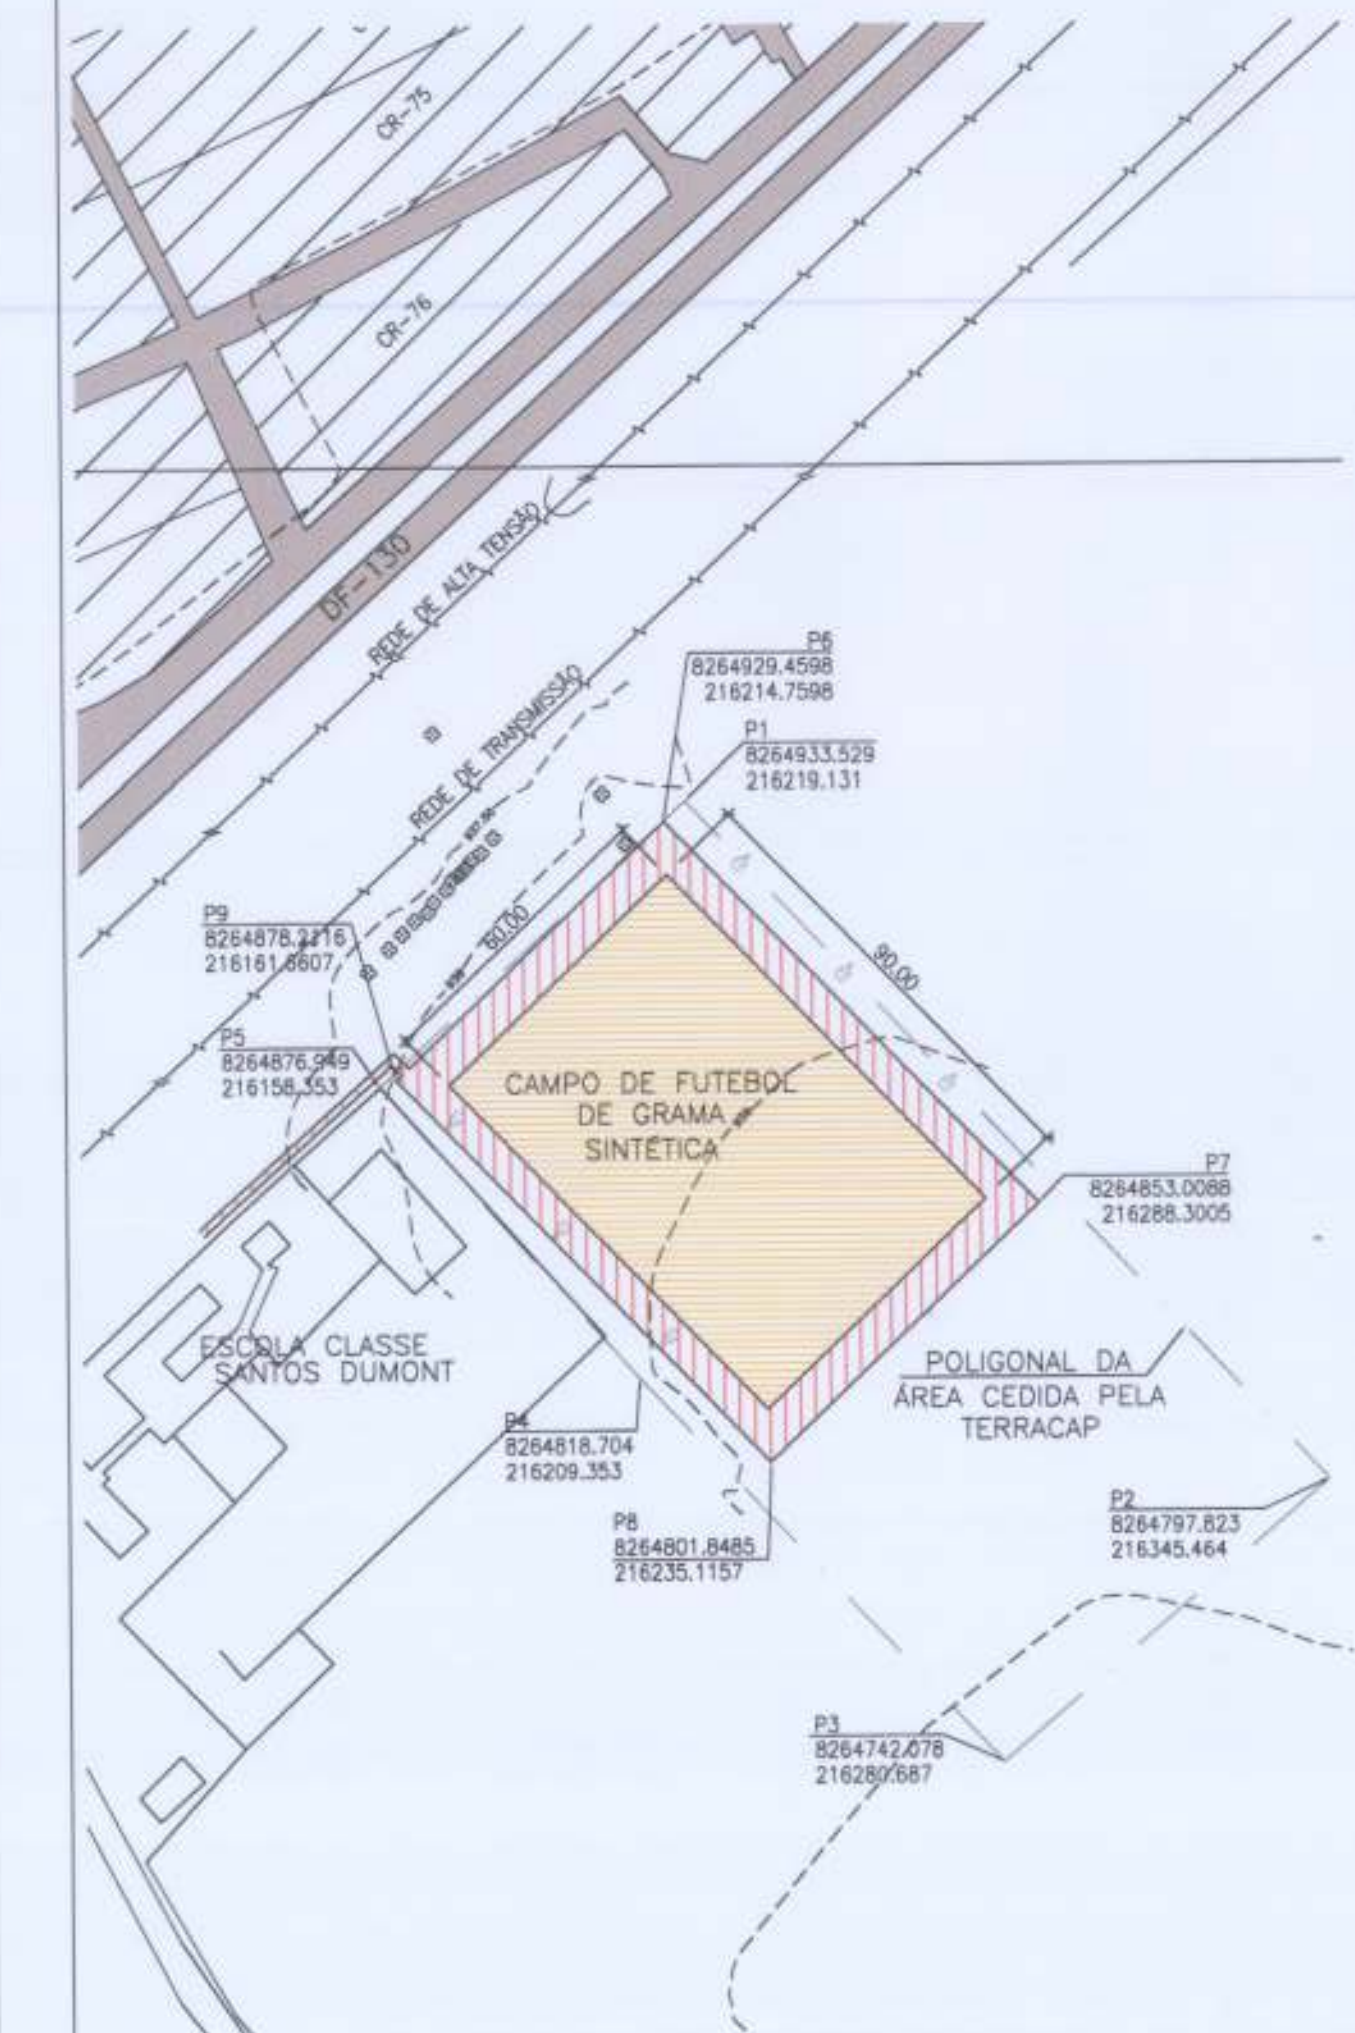 CR-75
CR-76
DF-130
REDE DE ALTA TENSÃO
REDE DE TRANSMISSÃO
P6
8264929.4598
216214.7598
P1
8264933.529
216219.131
P9
8264878.2116
216161.6607
60.00
90.00
P5
8264876.949
216158.353
CAMPO DE FUTEBOL
DE GRAMA
SINTÉTICA
P7
8264853.0088
216288.3005
ESCOLA CLASSE
SANTOS DUMONT
POLIGONAL DA
ÁREA CEDIDA PELA
TERRACAP
P4
8264818.704
216209.353
P8
8264801.8485
216235.1157
P2
8264797.823
216345.464
P3
8264742.078
216280.687